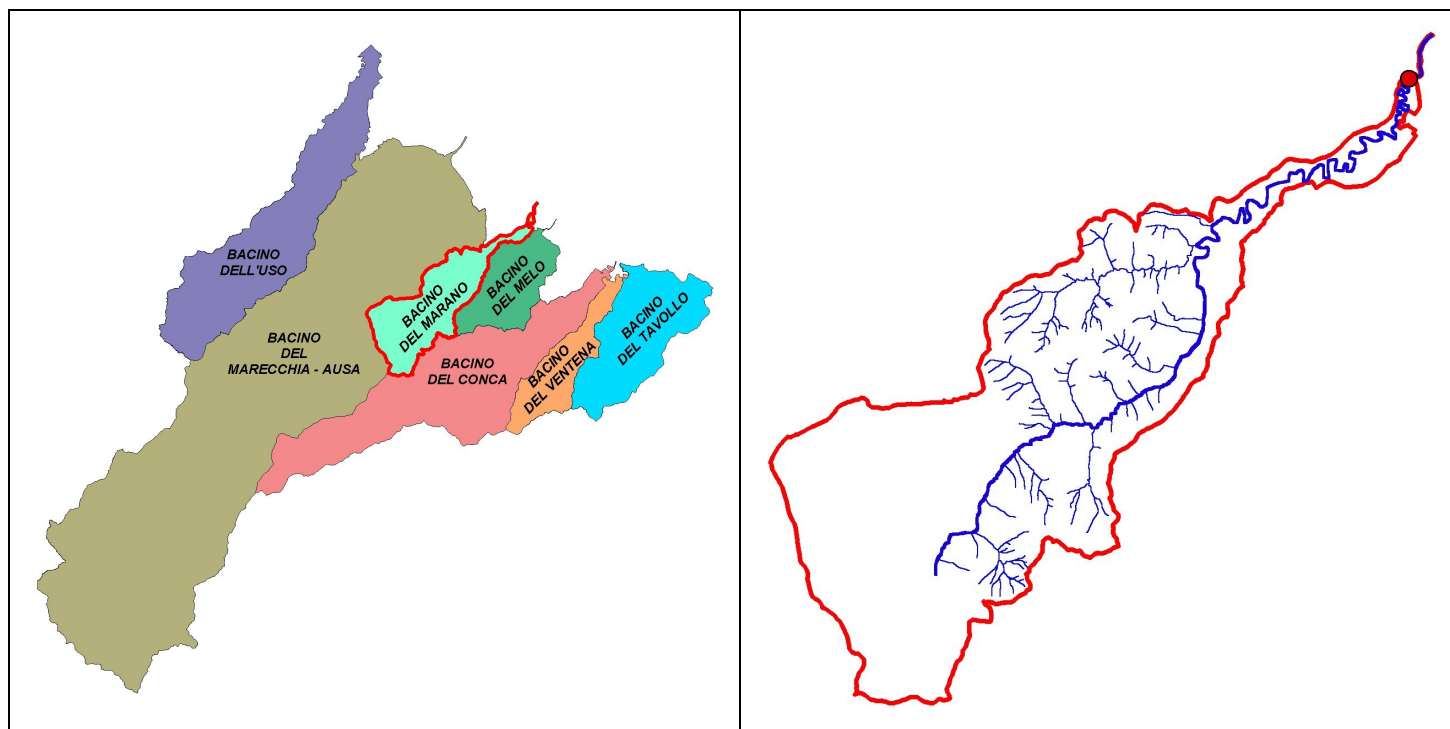 BACINO
DELL'USO
BACINO
DEL
MARECCHIA - AUSA
BACINO
DEL MARANO
BACINO
DEL MELO
BACINO
DEL CONCA
BACINO
DEL VENTENA
BACINO
DEL TAVOLLO